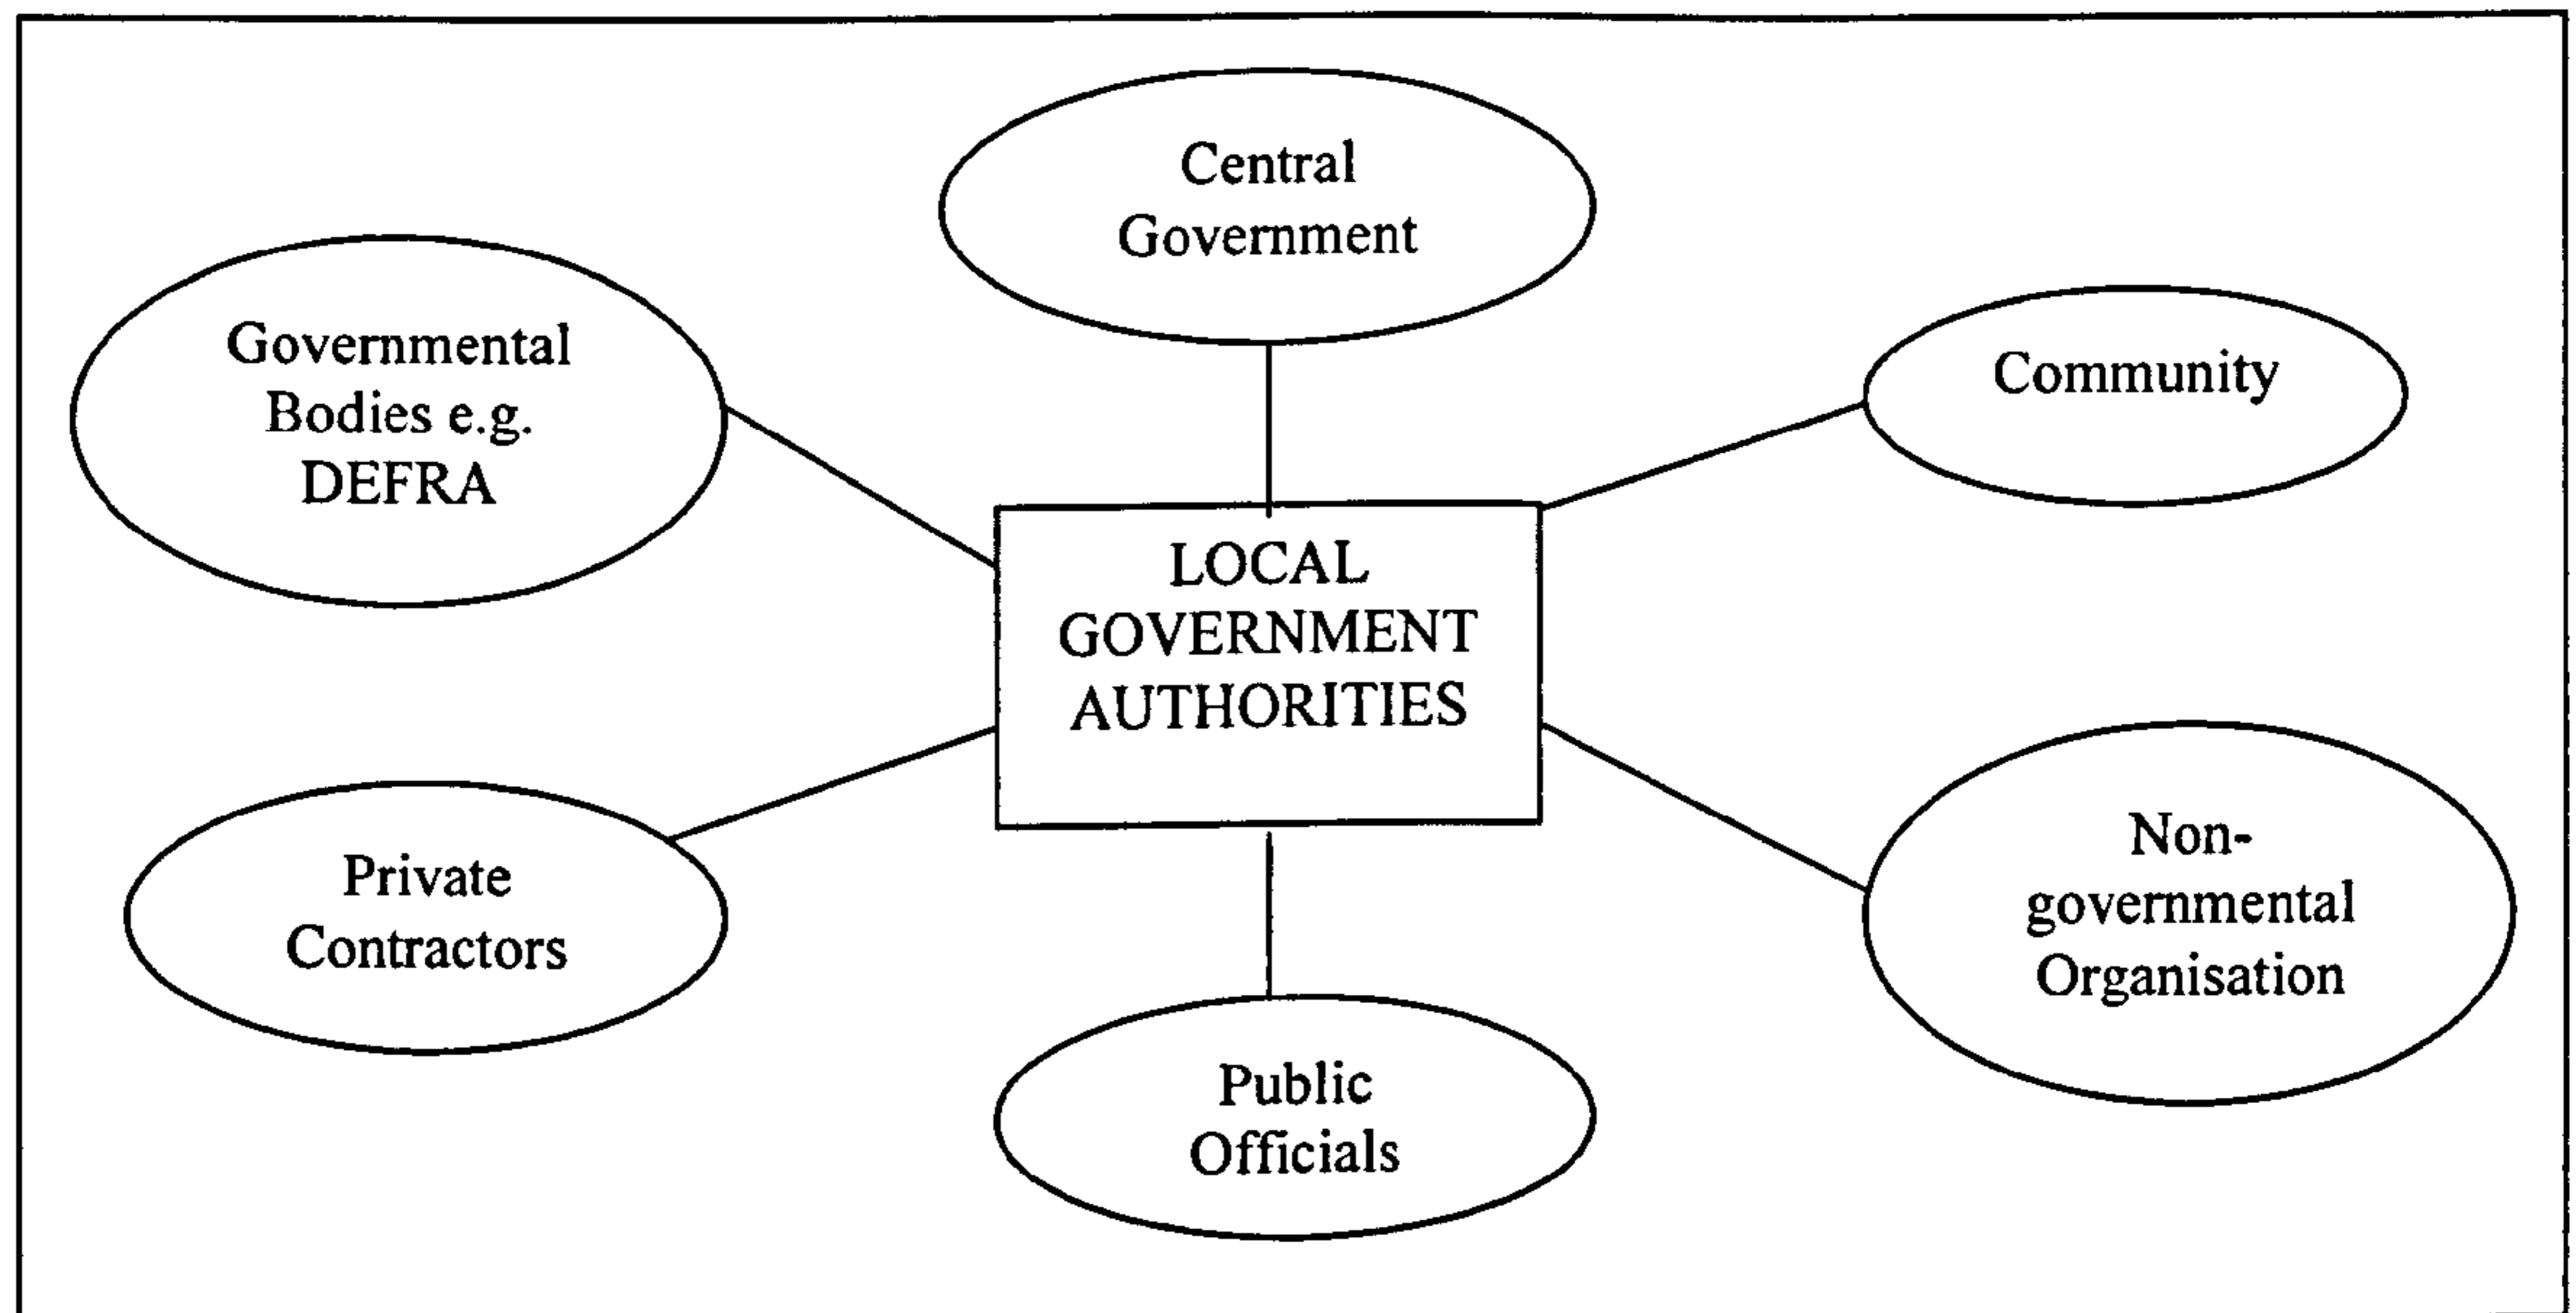 Central
Government
Governmental
Bodies e.g.
DEFRA
Community
LOCAL
GOVERNMENT
AUTHORITIES
Private
Contractors
Non-
governmental
Organisation
Public
Officials